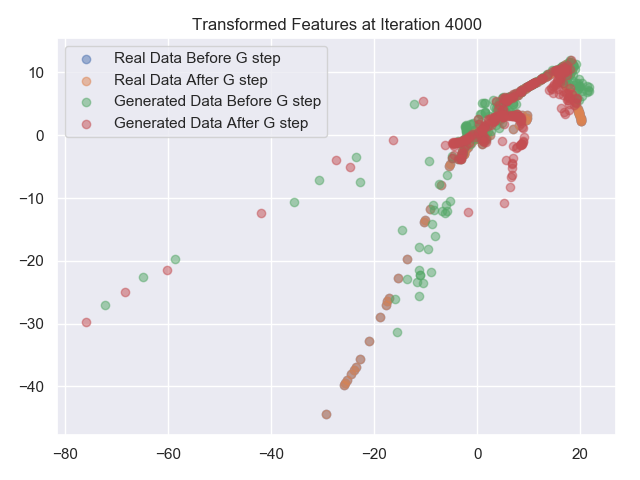 Transformed Features at Iteration 4000
Real Data Before G step
Real Data After G step
Generated Data Before G step
Generated Data After G step
10
0
−10
−20
−30
−40
−80 −60 −40 −20 0 20